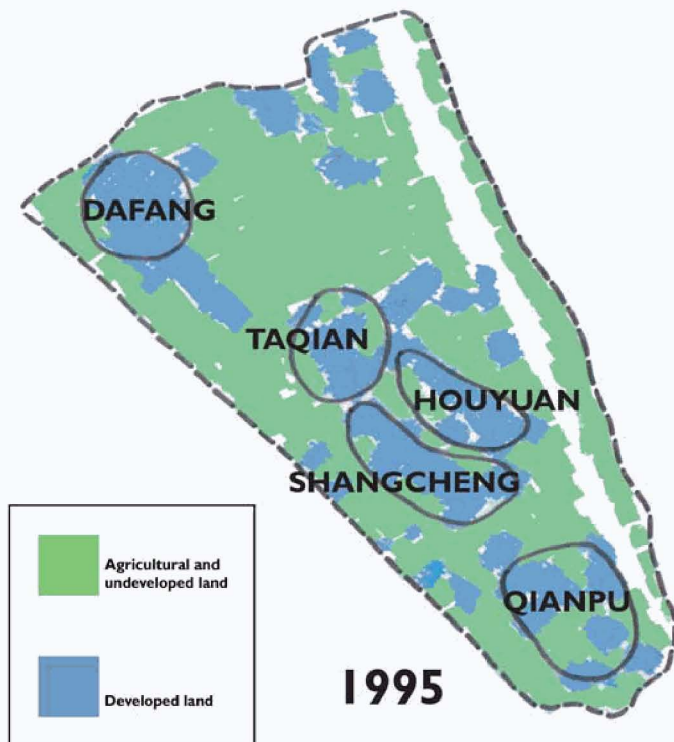 DAFANG
TAQIAN
HOUYUAN
SHANGCHENG
QIANPU
Agricultural and
undeveloped land
Developed land
1995